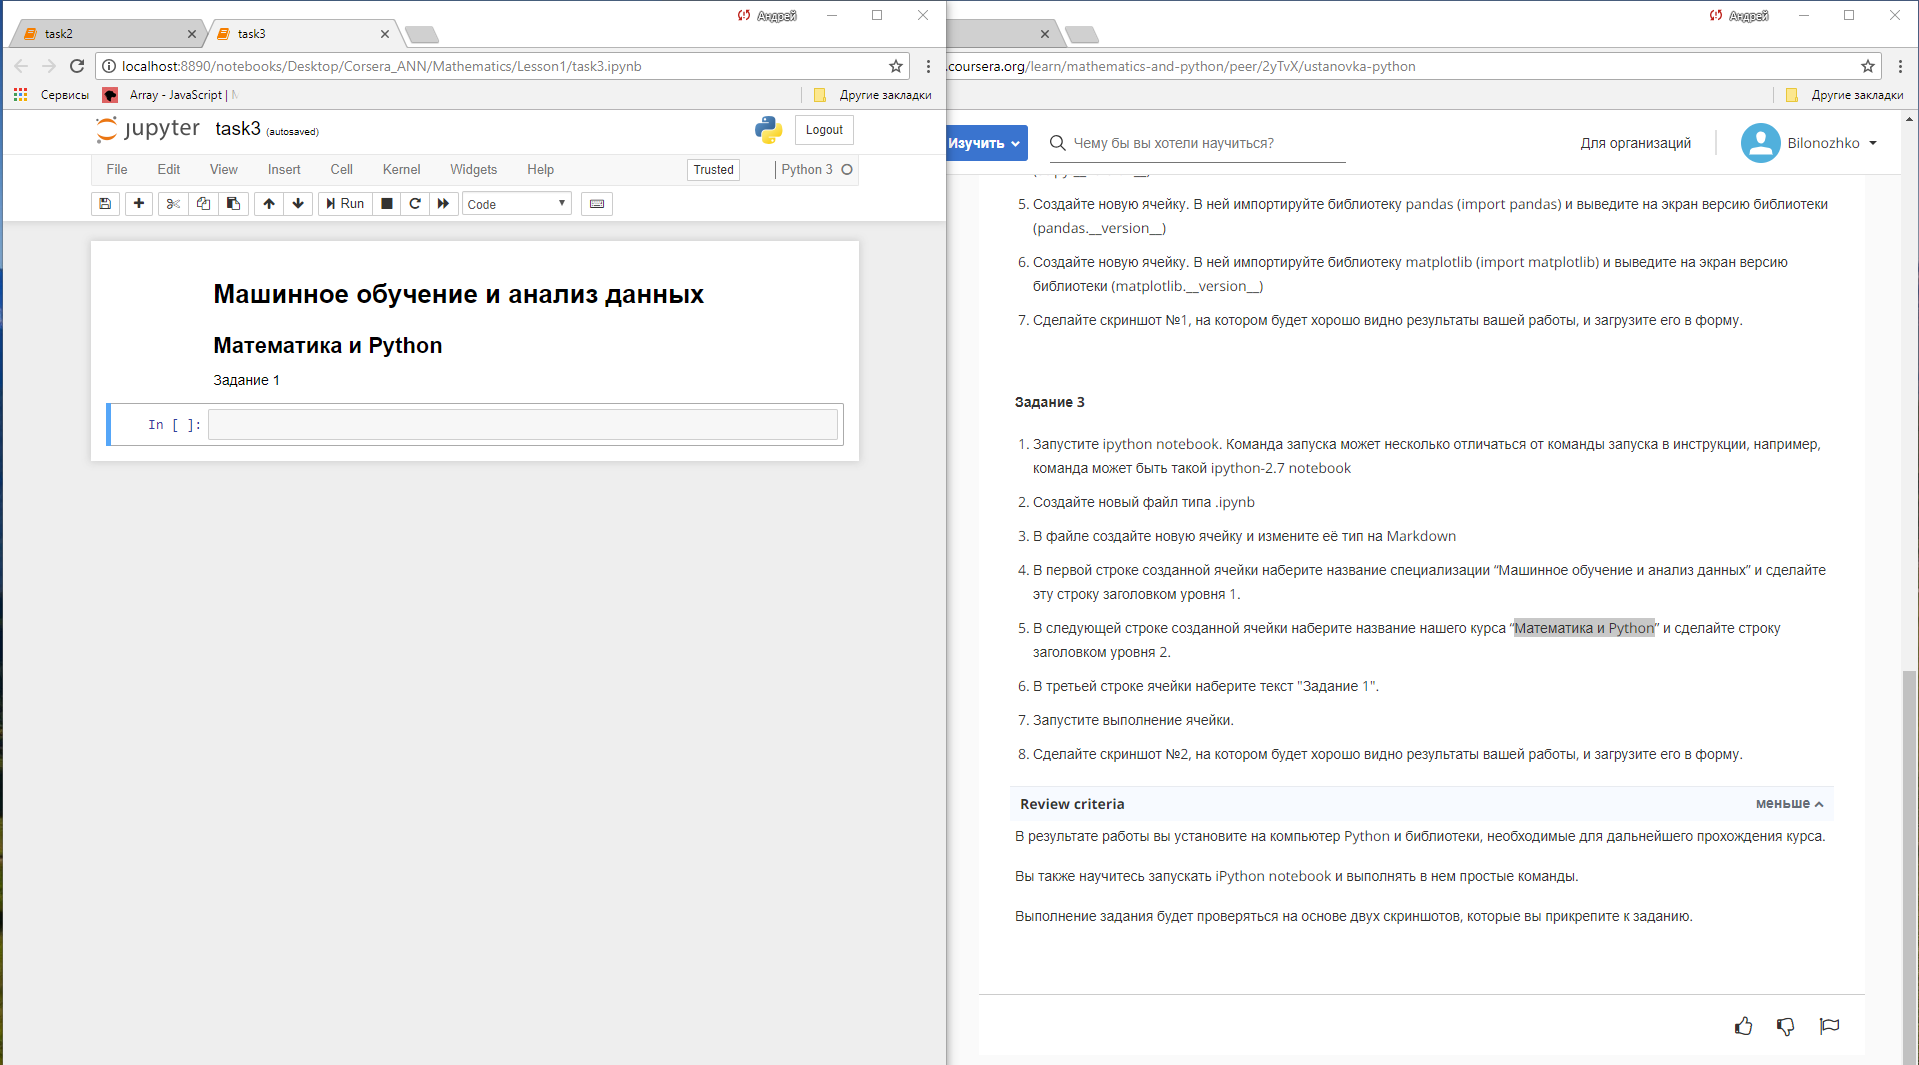 Андрей
task2
task3
localhost:8890/notebooks/Desktop/Corsera_ANN/Mathematics/Lesson1/task3.ipynb
Сервисы
Array - JavaScript |
Другие закладки
jupyter task3 (autosaved)
Logout
File Edit View Insert Cell Kernel Widgets Help
Trusted
Python 3
Run
Code
Машинное обучение и анализ данных
Математика и Python
Задание 1
In [ ]:
Андрей
.coursera.org/learn/mathematics-and-python/peer/2yTvX/ustanovka-python
Другие закладки
Изучить
Чему бы вы хотели научиться?
Для организаций
Bilonozhko
5. Создайте новую ячейку. В ней импортируйте библиотеку pandas (import pandas) и выведите на экран версию библиотеки
(pandas.__version__)
6. Создайте новую ячейку. В ней импортируйте библиотеку matplotlib (import matplotlib) и выведите на экран версию
библиотеки (matplotlib.__version__)
7. Сделайте скриншот №1, на котором будет хорошо видно результаты вашей работы, и загрузите его в форму.
Задание 3
1. Запустите ipython notebook. Команда запуска может несколько отличаться от команды запуска в инструкции, например,
команда может быть такой ipython-2.7 notebook
2. Создайте новый файл типа .ipynb
3. В файле создайте новую ячейку и измените её тип на Markdown
4. В первой строке созданной ячейки наберите название специализации “Машинное обучение и анализ данных” и сделайте
эту строку заголовком уровня 1.
5. В следующей строке созданной ячейки наберите название нашего курса “Математика и Python” и сделайте строку
заголовком уровня 2.
6. В третьей строке ячейки наберите текст "Задание 1".
7. Запустите выполнение ячейки.
8. Сделайте скриншот №2, на котором будет хорошо видно результаты вашей работы, и загрузите его в форму.
Review criteria
меньше
В результате работы вы установите на компьютер Python и библиотеки, необходимые для дальнейшего прохождения курса.
Вы также научитесь запускать iPython notebook и выполнять в нем простые команды.
Выполнение задания будет проверяться на основе двух скриншотов, которые вы прикрепите к заданию.